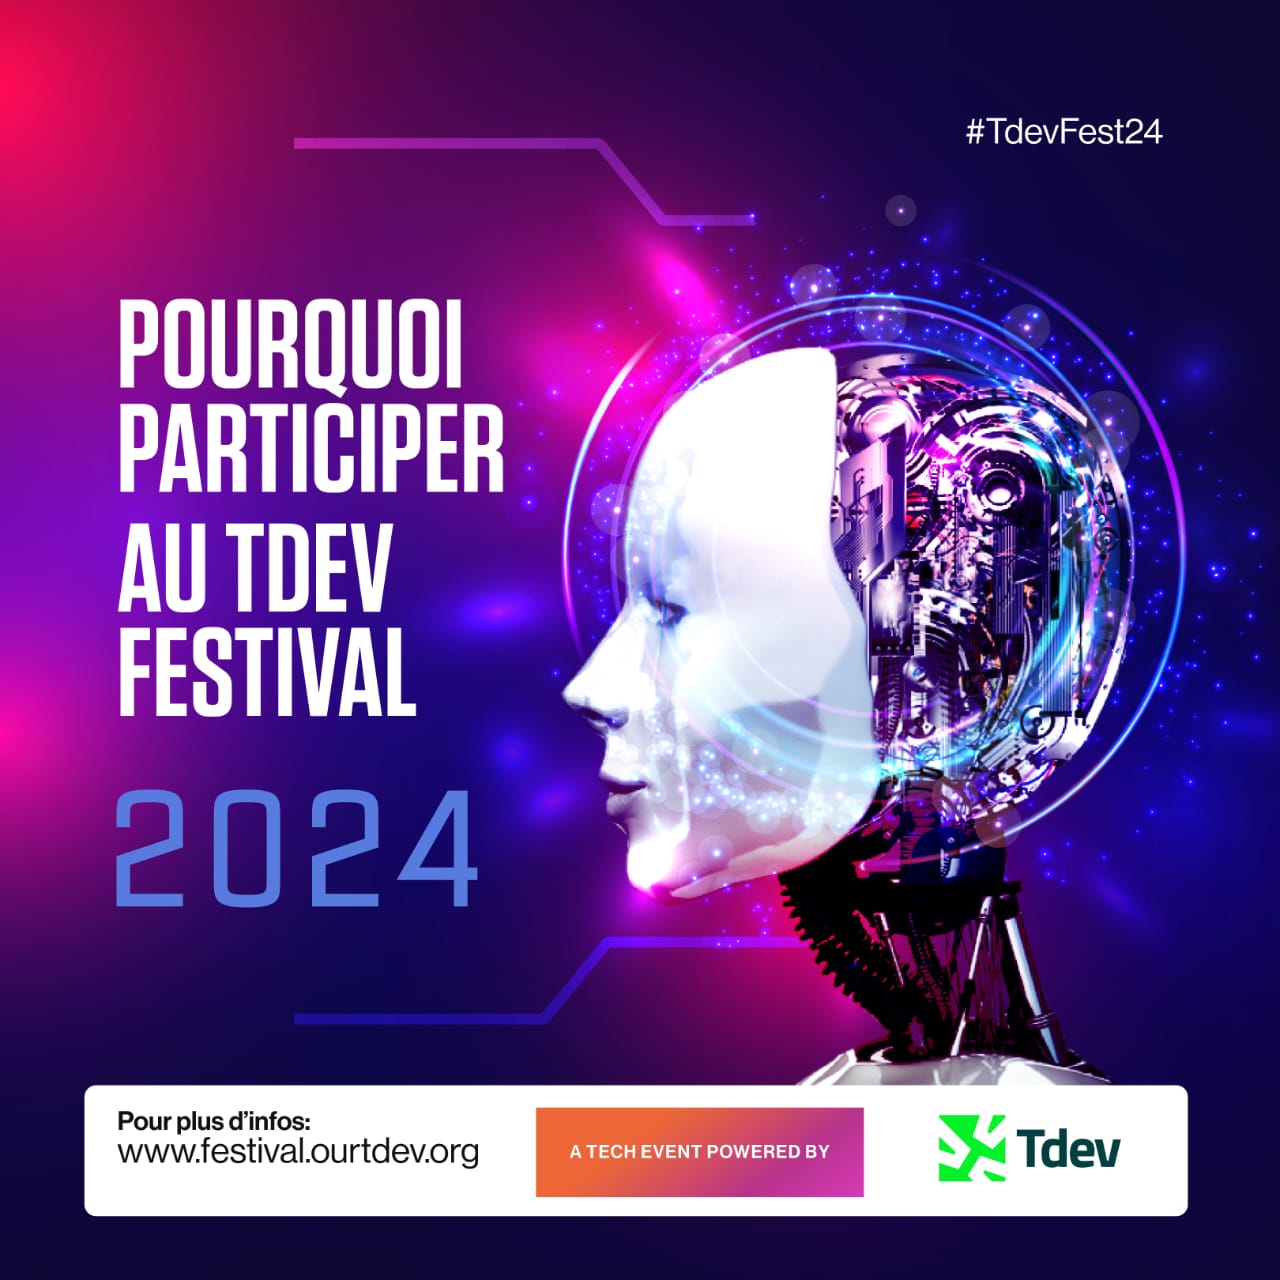 #TdevFest24
POURQUOI
PARTICIPER
AU TDEV
FESTIVAL
2024
Pour plus d’infos:
www.festival.ourtdev.org
A TECH EVENT POWERED BY
Tdev